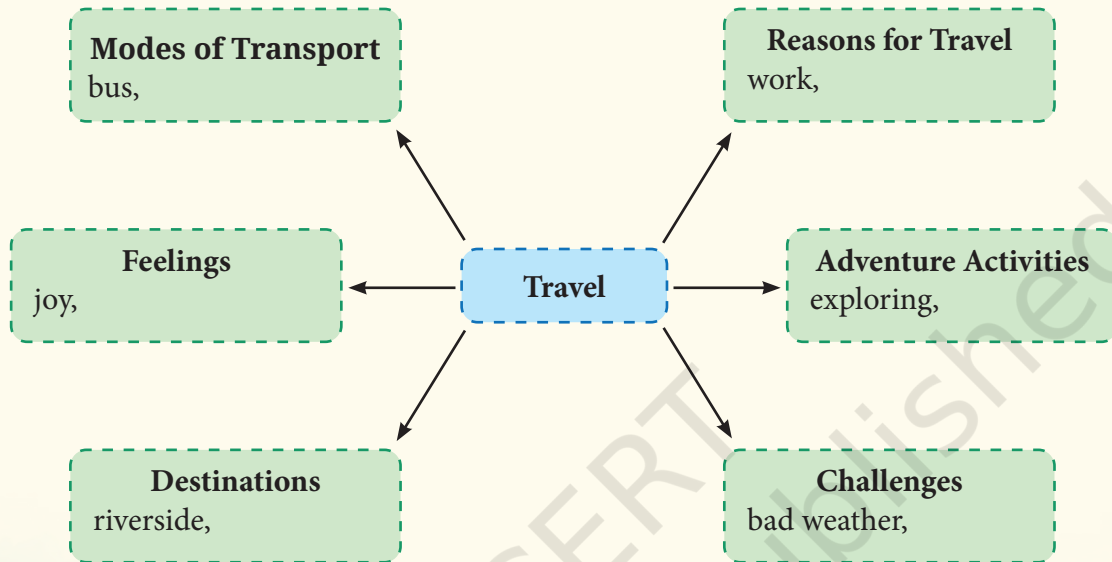 Modes of Transport
bus,
Reasons for Travel
work,
Feelings
joy,
Travel
Adventure Activities
exploring,
Destinations
riverside,
Challenges
bad weather,